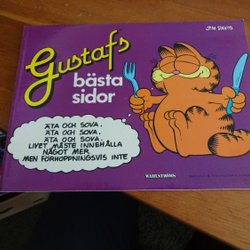 JIM DAVIS
Gustafs
bästa
sidor
ÄTA OCH SOVA,
ÄTA OCH SOVA,
ÄTA OCH SOVA.
LIVET MÅSTE INNEHÅLLA
NÅGOT MER
MEN FÖRHOPPNINGSVIS INTE
WAHLSTRÖMS